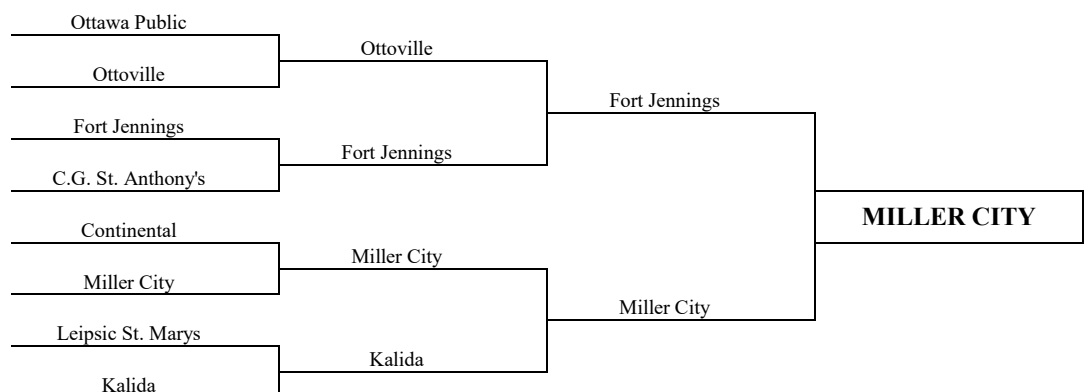 Ottawa Public
Ottoville
Ottoville
Fort Jennings
Fort Jennings
Fort Jennings
C.G. St. Anthony's
MILLER CITY
Continental
Miller City
Miller City
Miller City
Leipsic St. Marys
Kalida
Kalida